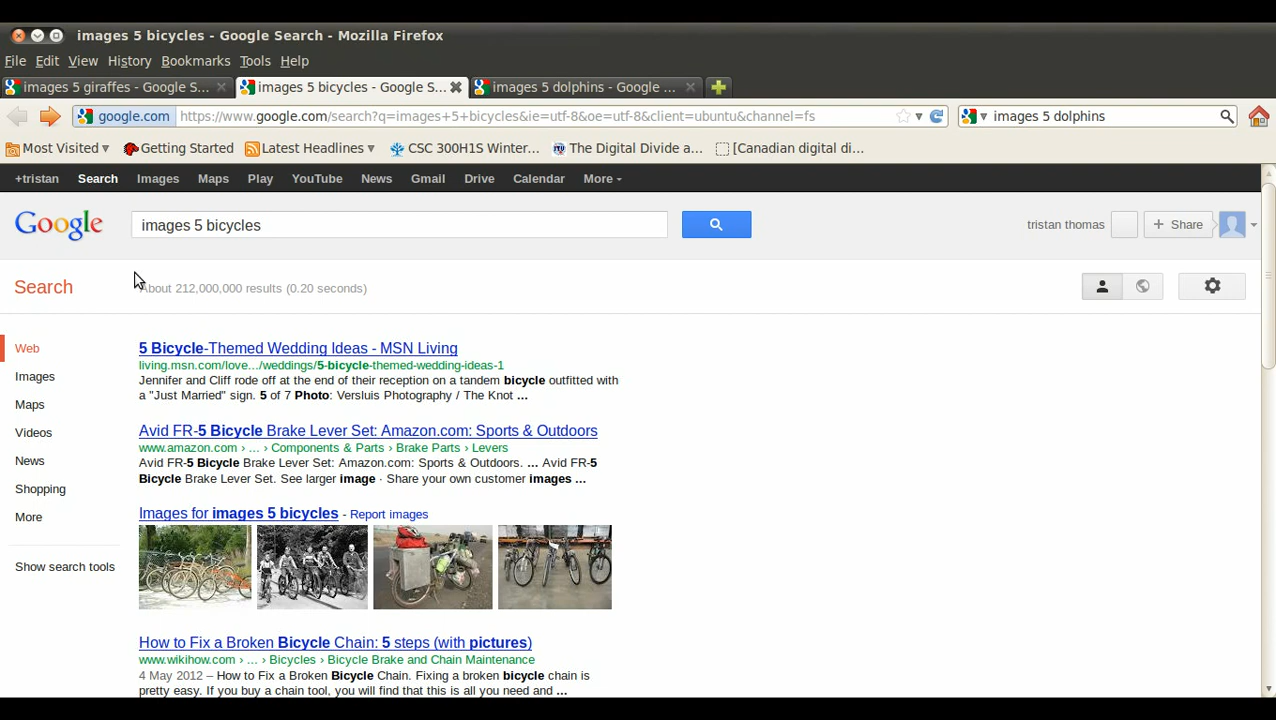 images 5 bicycles - Google Search - Mozilla Firefox
File Edit View History Bookmarks Tools Help
images 5 giraffes - Google S... images 5 bicycles - Google S... images 5 dolphins - Google ...
google.com https://www.google.com/search?q=images+5+bicycles&ie=utf-8&oe=utf-8&client=ubuntu&channel=fs images 5 dolphins
Most Visited Getting Started Latest Headlines CSC 300H1S Winter... The Digital Divide a... [Canadian digital di...
+tristan Search Images Maps Play YouTube News Gmail Drive Calendar More
Google images 5 bicycles tristan thomas + Share
Search About 212,000,000 results (0.20 seconds)
Web
Images
Maps
Videos
News
Shopping
More
Show search tools
5 Bicycle-Themed Wedding Ideas - MSN Living
living.msn.com/love.../weddings/5-bicycle-themed-wedding-ideas-1
Jennifer and Cliff rode off at the end of their reception on a tandem bicycle outfitted with
a "Just Married" sign. 5 of 7 Photo: Versluis Photography / The Knot ...
Avid FR-5 Bicycle Brake Lever Set: Amazon.com: Sports & Outdoors
www.amazon.com › ... › Components & Parts › Brake Parts › Levers
Avid FR-5 Bicycle Brake Lever Set: Amazon.com: Sports & Outdoors. ... Avid FR-5
Bicycle Brake Lever Set. See larger image · Share your own customer images ...
Images for images 5 bicycles - Report images
How to Fix a Broken Bicycle Chain: 5 steps (with pictures)
www.wikihow.com › ... › Bicycles › Bicycle Brake and Chain Maintenance
4 May 2012 – How to Fix a Broken Bicycle Chain. Fixing a broken bicycle chain is
pretty easy. If you buy a chain tool, you will find that this is all you need and ...